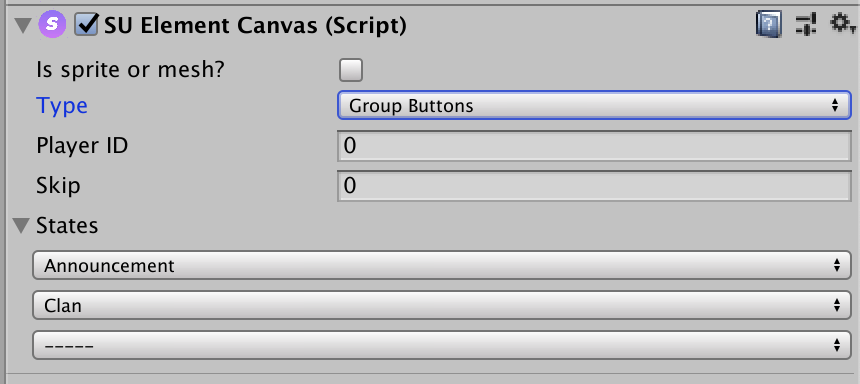 SU Element Canvas (Script)
Is sprite or mesh?
Type Group Buttons
Player ID 0
Skip 0
States
Announcement
Clan
-----